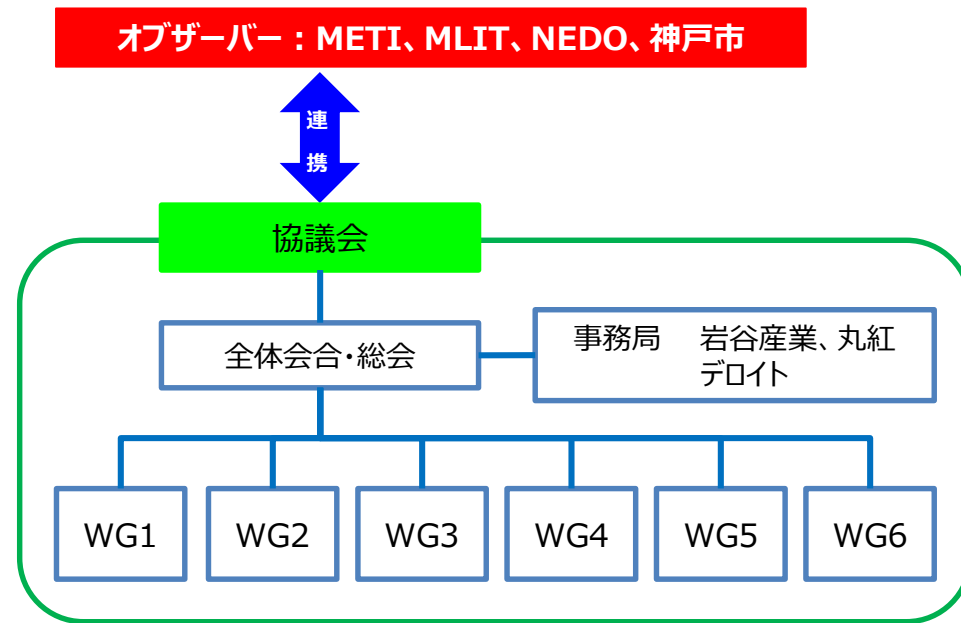 オブザーバー：METI、MLIT、NEDO、神戸市
連
携
協議会
全体会合・総会
事務局　岩谷産業、丸紅
デロイト
WG1
WG2
WG3
WG4
WG5
WG6